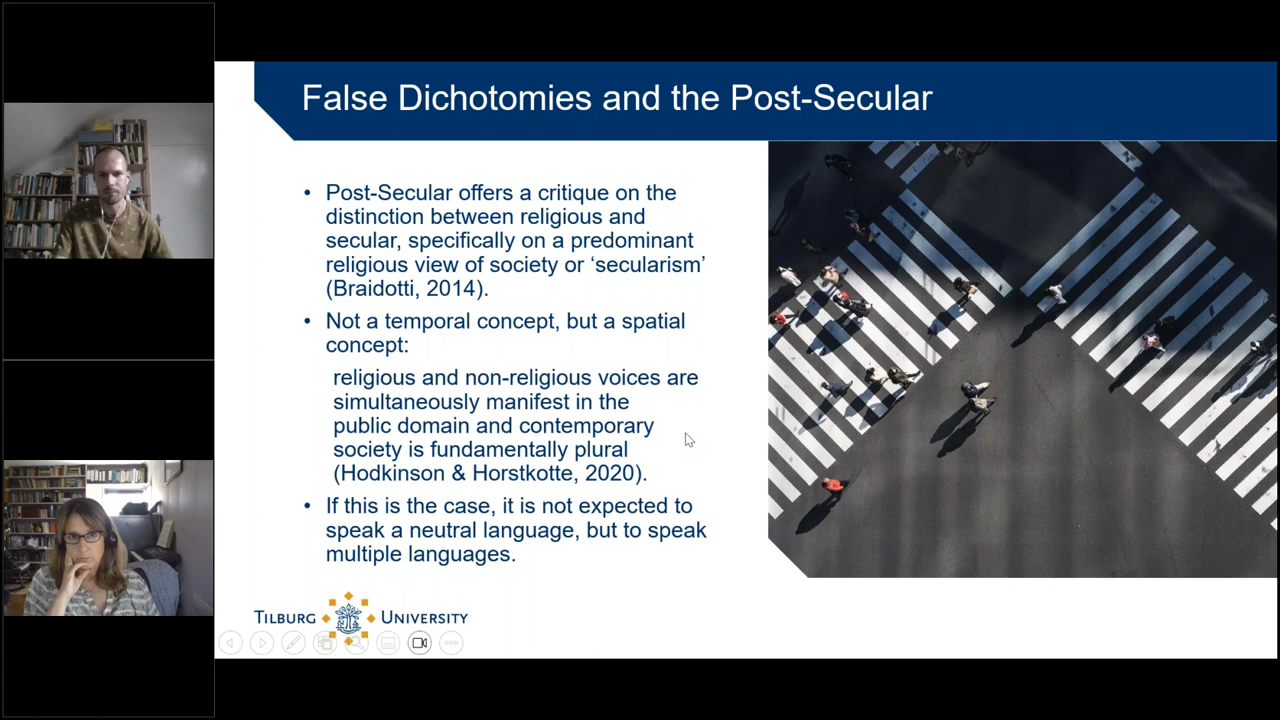 False Dichotomies and the Post-Secular
• Post-Secular offers a critique on the
distinction between religious and
secular, specifically on a predominant
religious view of society or ‘secularism’
(Braidotti, 2014).
• Not a temporal concept, but a spatial
concept:
religious and non-religious voices are
simultaneously manifest in the
public domain and contemporary
society is fundamentally plural
(Hodkinson & Horstkotte, 2020).
• If this is the case, it is not expected to
speak a neutral language, but to speak
multiple languages.
TILBURG UNIVERSITY